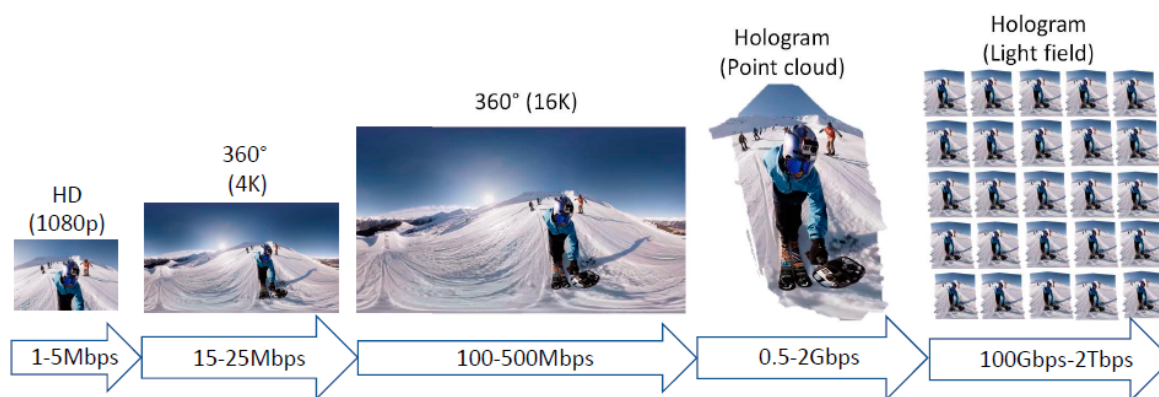 HD
(1080p)
360°
(4K)
360° (16K)
Hologram
(Point cloud)
Hologram
(Light field)
1-5Mbps
15-25Mbps
100-500Mbps
0.5-2Gbps
100Gbps-2Tbps